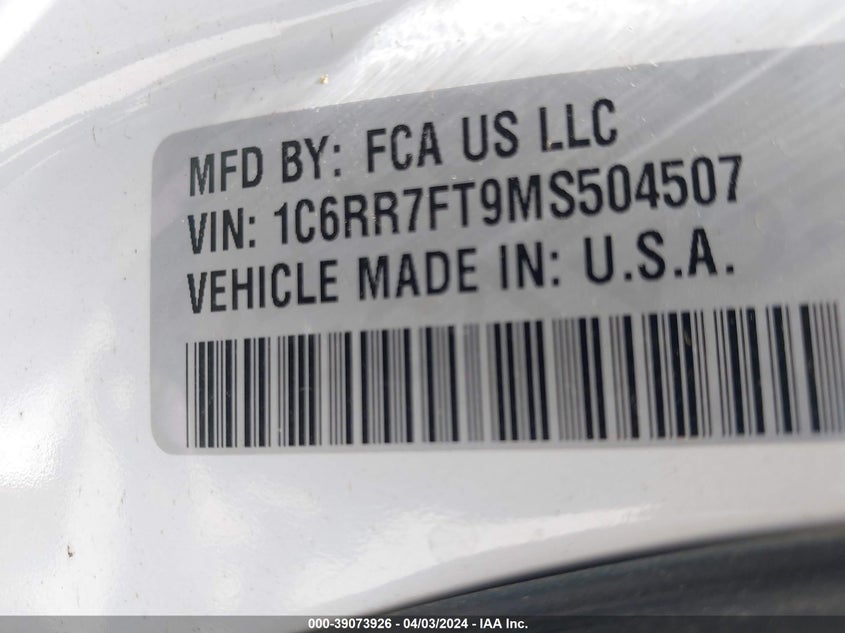 MFD BY: FCA US LLC
VIN: 1C6RR7FT9MS504507
VEHICLE MADE IN: U.S.A.
000-39073926 - 04/03/2024 - IAA Inc.